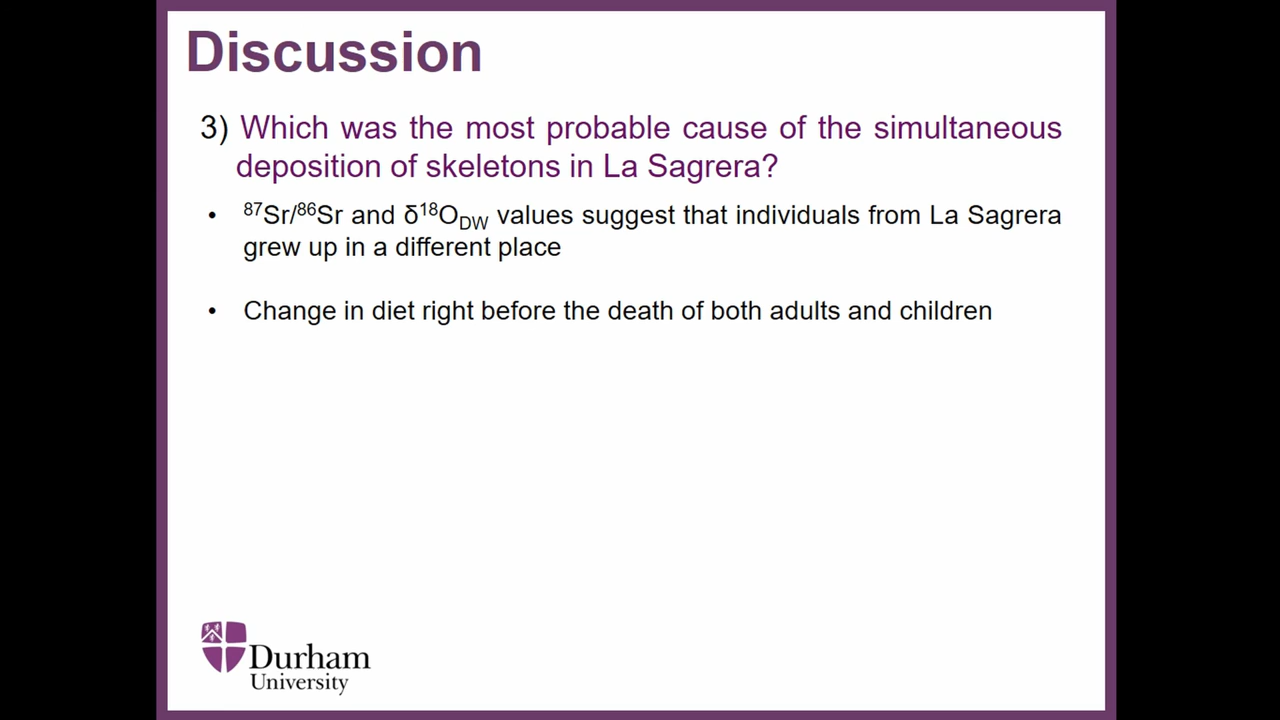 Discussion
3) Which was the most probable cause of the simultaneous
deposition of skeletons in La Sagrera?
• ⁸⁷Sr/⁸⁶Sr and δ¹⁸O_DW values suggest that individuals from La Sagrera
grew up in a different place
• Change in diet right before the death of both adults and children
Durham
University